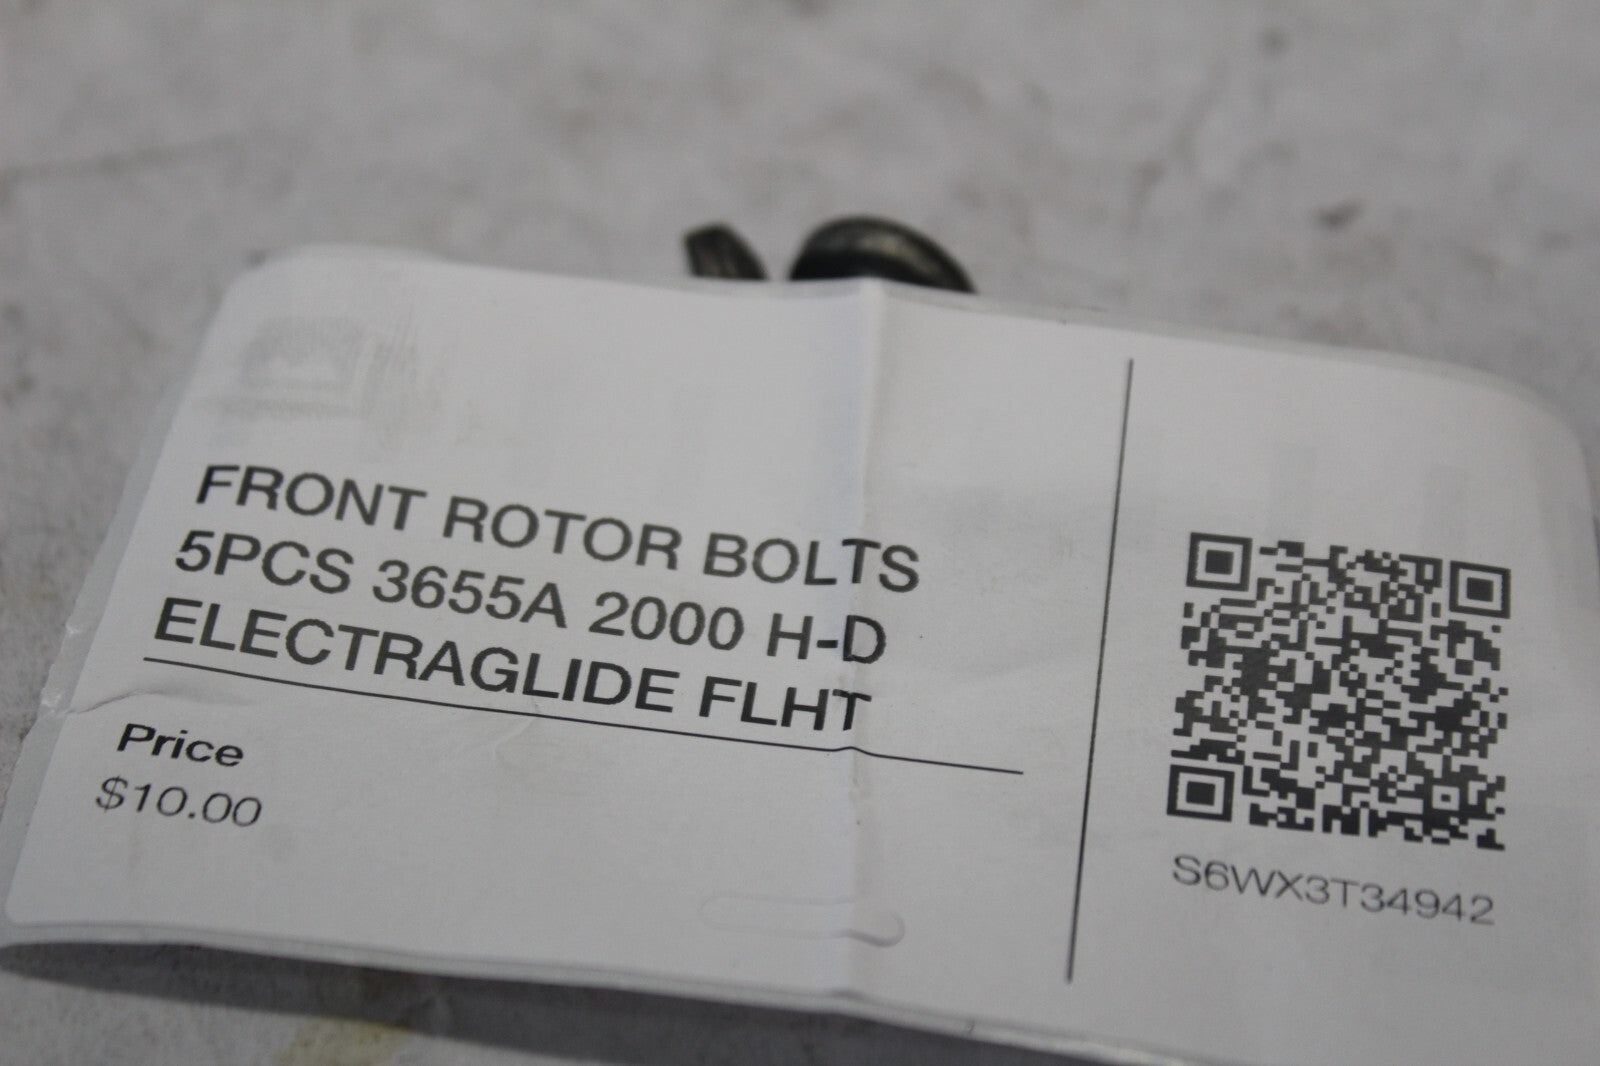 FRONT ROTOR BOLTS
5PCS 3655A 2000 H-D
ELECTRAGLIDE FLHT
Price
$10.00
S6WX3T34942